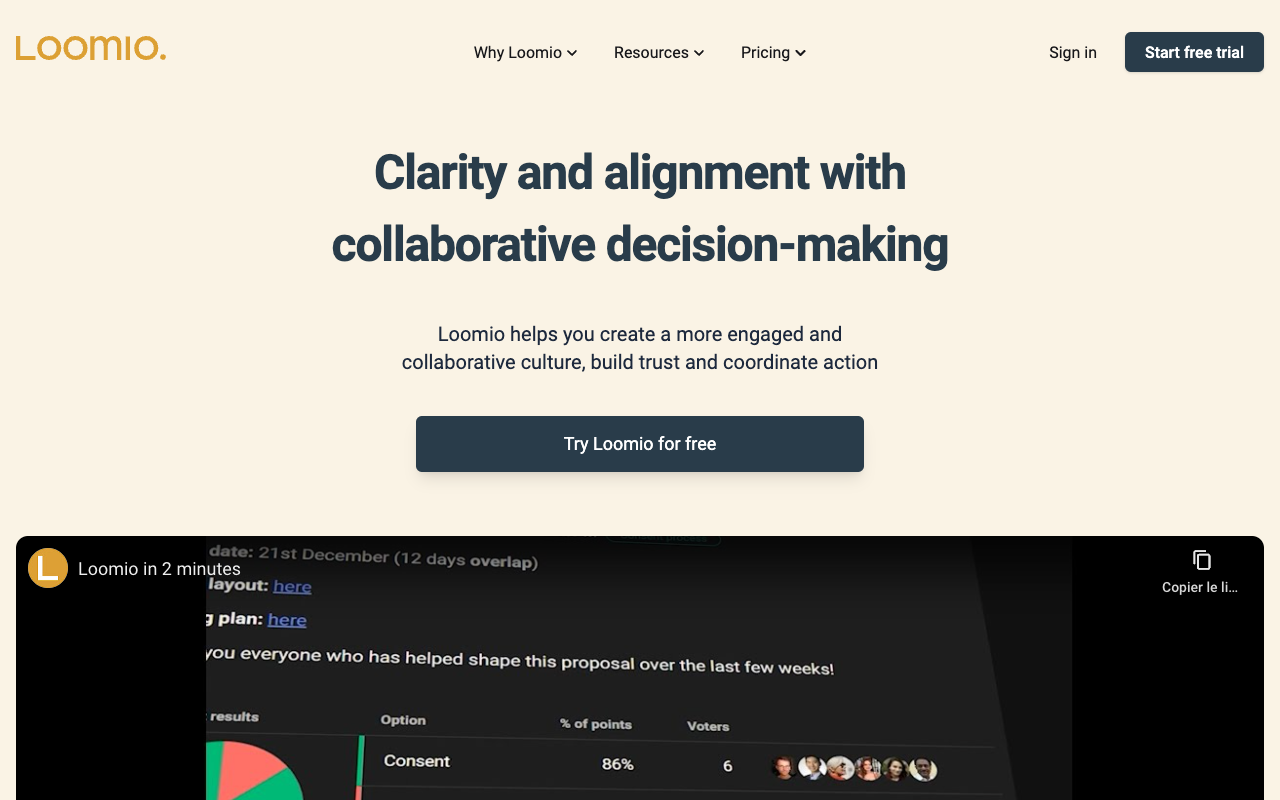 LOOMIO.
Why Loomio
Resources
Pricing
Sign in
Start free trial
Clarity and alignment with
collaborative decision-making
Loomio helps you create a more engaged and
collaborative culture, build trust and coordinate action
Try Loomio for free
L
Loomio in 2 minutes
Copier le li...
date: 21st December (12 days overlap)
layout: here
plan: here
you everyone who has helped shape this proposal over the last few weeks!
results
Option
% of points
Voters
Consent
86%
6